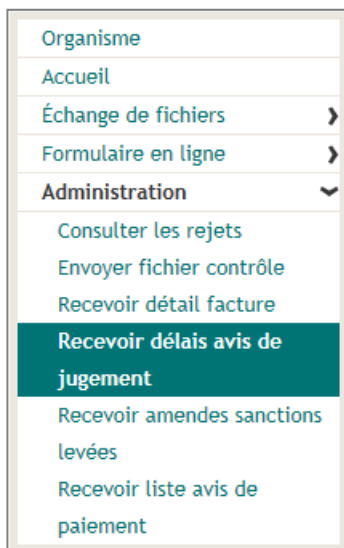 Organisme
Accueil
Échange de fichiers
Formulaire en ligne
Administration
Consulter les rejets
Envoyer fichier contrôle
Recevoir détail facture
Recevoir délais avis de
jugement
Recevoir amendes sanctions
levées
Recevoir liste avis de
paiement